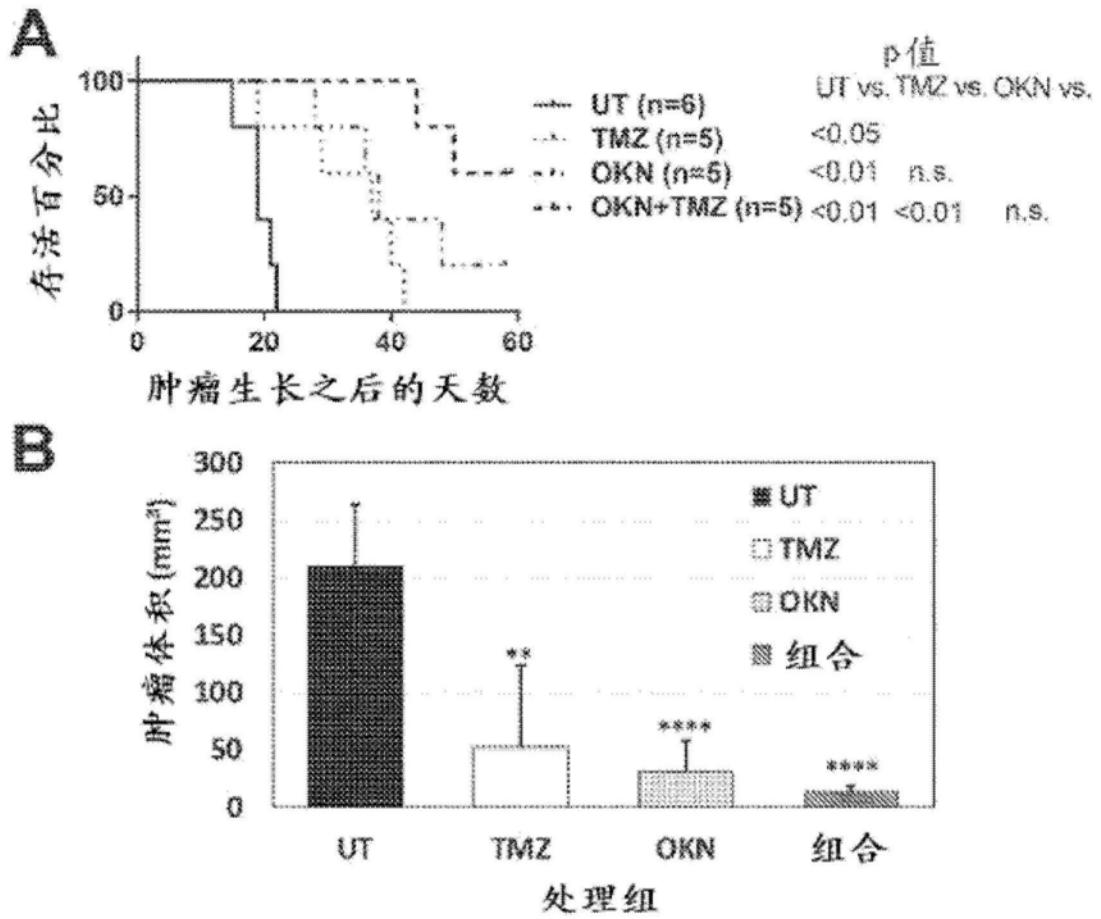 A
p值
UT vs. TMZ vs. OKN vs.
UT (n=6)
TMZ (n=5) <0.05
OKN (n=5) <0.01 n.s.
OKN+TMZ (n=5) <0.01 <0.01 n.s.
100
50
0
0 20 40 60
存活百分比
肿瘤生长之后的天数
B
300
250
200
150
100
50
0
肿瘤体积 (mm³)
UT
TMZ
OKN
组合
**
****
****
UT TMZ OKN 组合
处理组